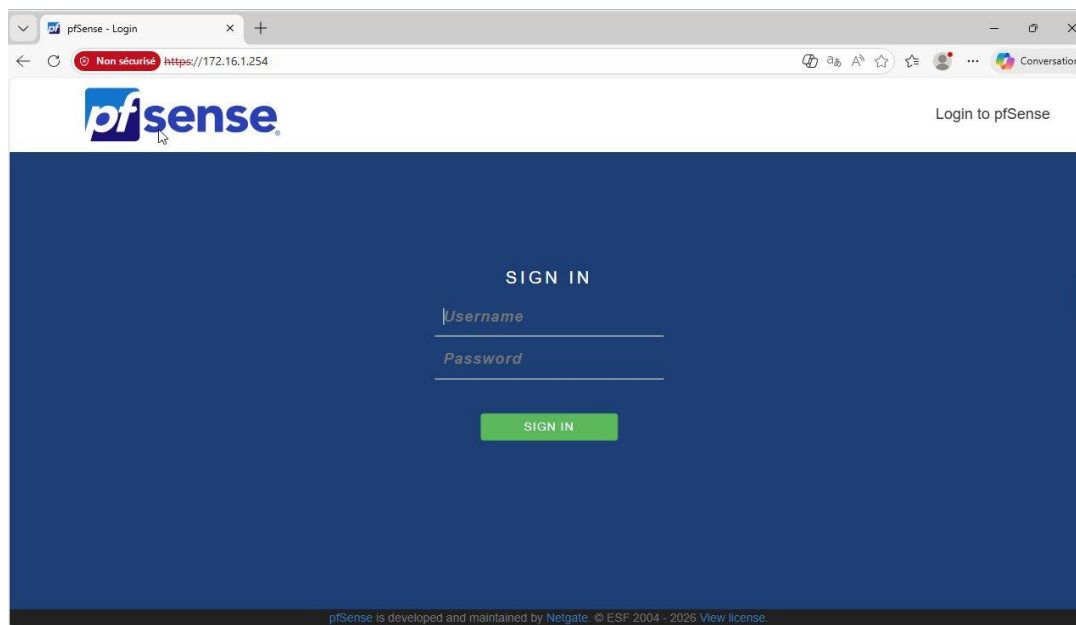 pfSense - Login
Non sécurisé https://172.16.1.254
Conversation
pfsense
Login to pfSense
SIGN IN
Username
Password
SIGN IN
pfSense is developed and maintained by Netgate. © ESF 2004 - 2026 View license.